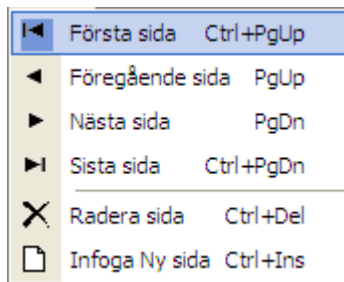 Första sida Ctrl+PgUp
Föregående sida PgUp
Nästa sida PgDn
Sista sida Ctrl+PgDn
Radera sida Ctrl+Del
Infoga Ny sida Ctrl+Ins